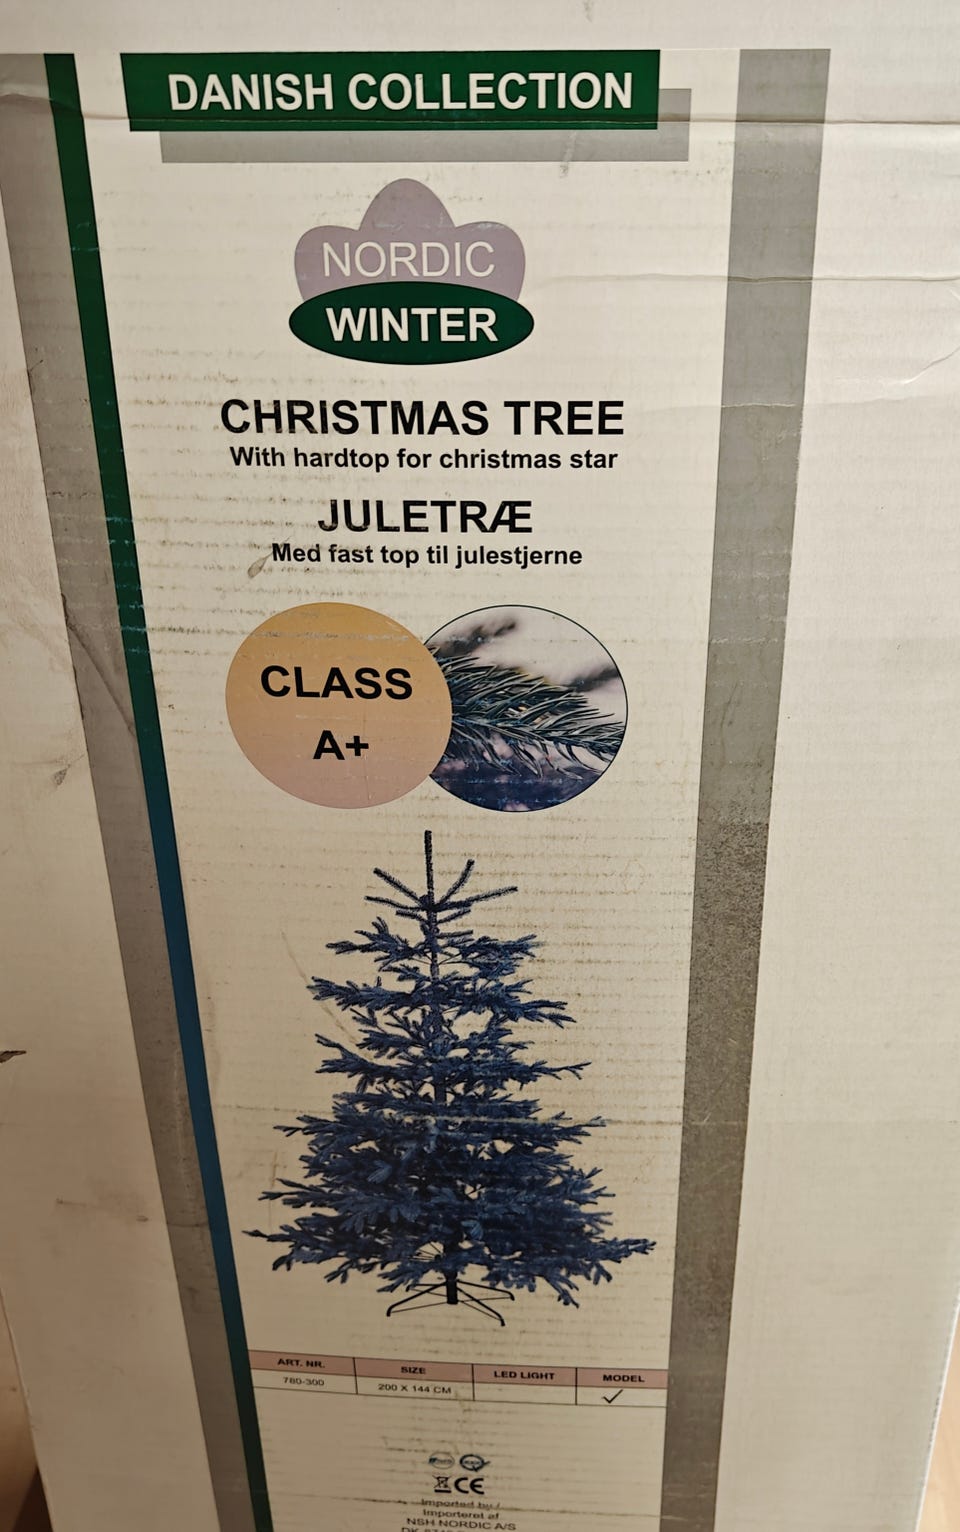 DANISH COLLECTION
NORDIC
WINTER
CHRISTMAS TREE
With hardtop for christmas star
JULETRÆ
Med fast top til julestjerne
CLASS
A+
ART. NR. SIZE LED LIGHT MODEL
780-300 200 X 144 CM ✓
CE
Imported by /
Importeret af
NSH NORDIC A/S